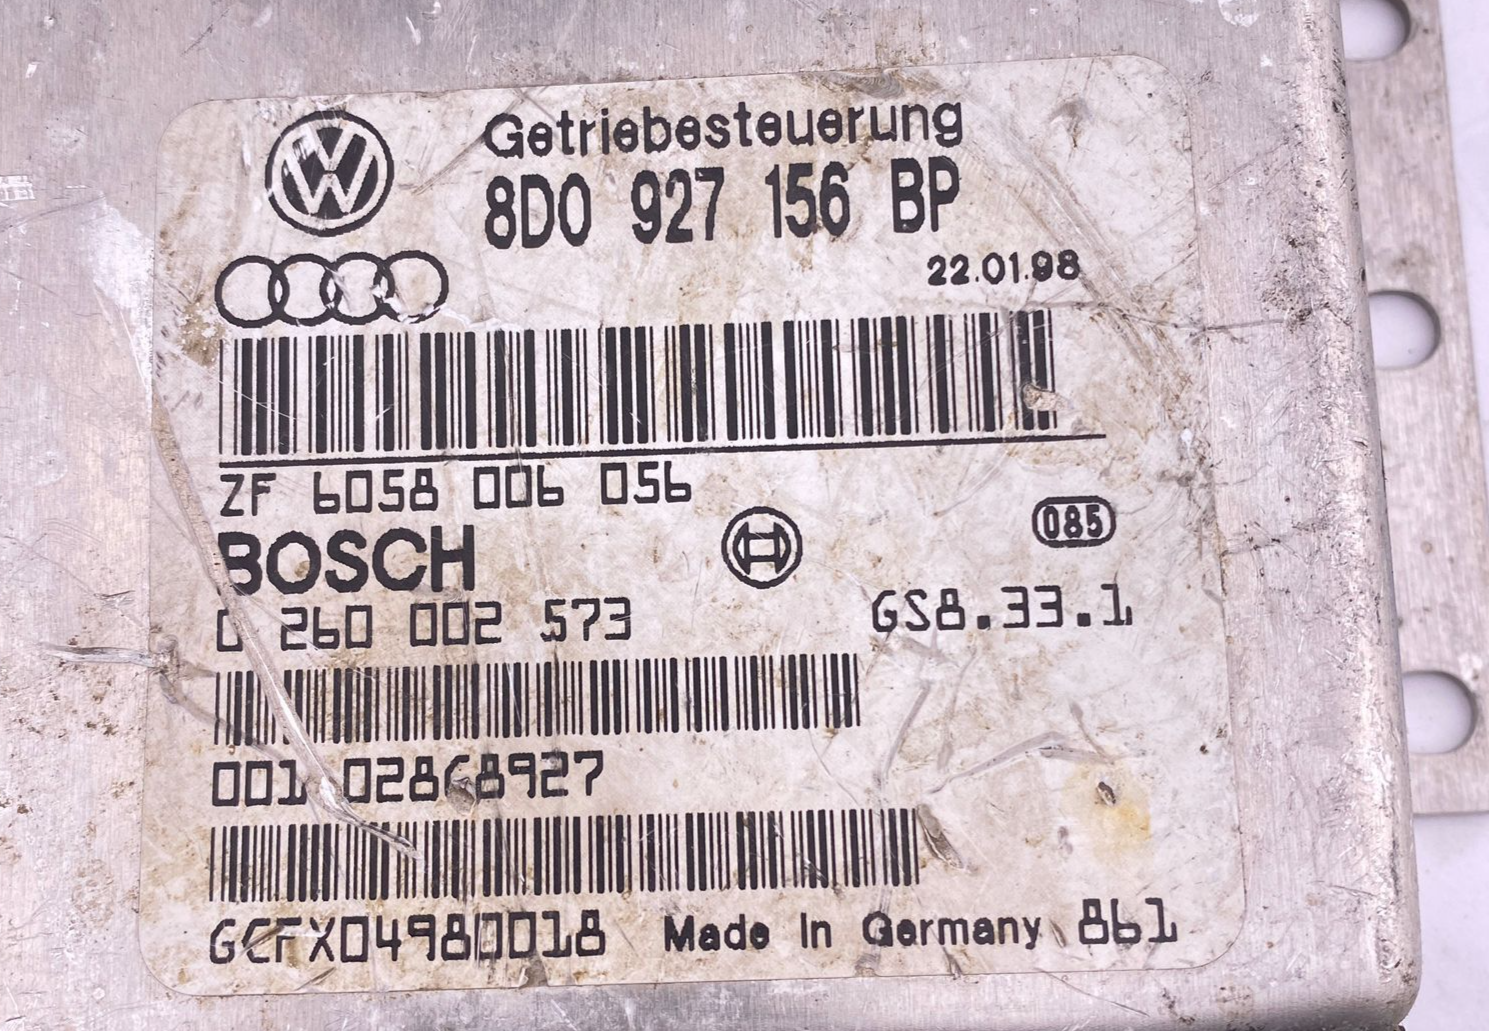 Getriebesteuerung
8D0 927 156 BP
22.01.98
ZF 6058 006 056
BOSCH
085
0 260 002 573 GS8.33.1
001 02868927
GCFX04980018 Made In Germany 861